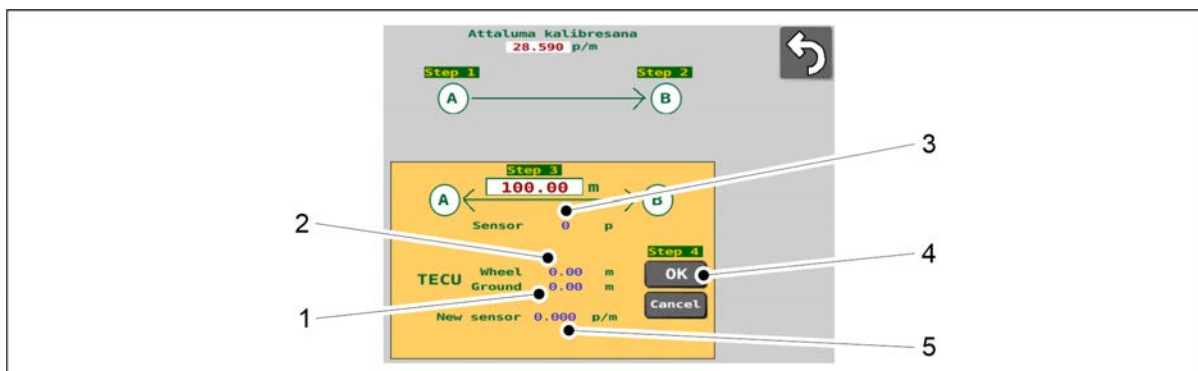 Attaluma kalibresana
28.590 p/m
Step 1 Step 2
A B
3
Step 3
100.00 m
A B
2
Sensor 0 p
Step 4
Wheel 0.00 m OK 4
TECU
Ground 0.00 m
1
Cancel
New sensor 0.000 p/m
5